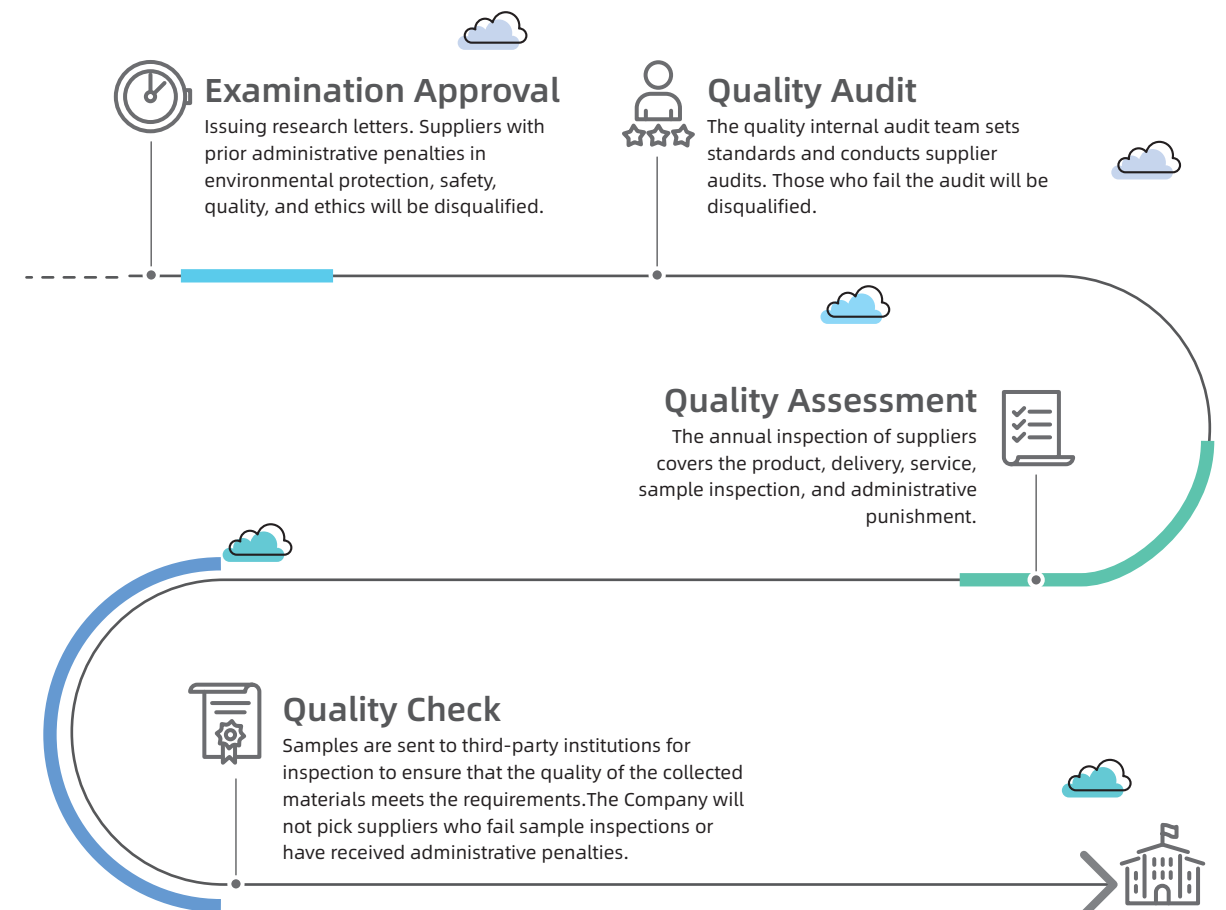 Examination Approval
Issuing research letters. Suppliers with
prior administrative penalties in
environmental protection, safety,
quality, and ethics will be disqualified.
Quality Audit
The quality internal audit team sets
standards and conducts supplier
audits. Those who fail the audit will be
disqualified.
Quality Assessment
The annual inspection of suppliers
covers the product, delivery, service,
sample inspection, and administrative
punishment.
Quality Check
Samples are sent to third-party institutions for
inspection to ensure that the quality of the collected
materials meets the requirements.The Company will
not pick suppliers who fail sample inspections or
have received administrative penalties.